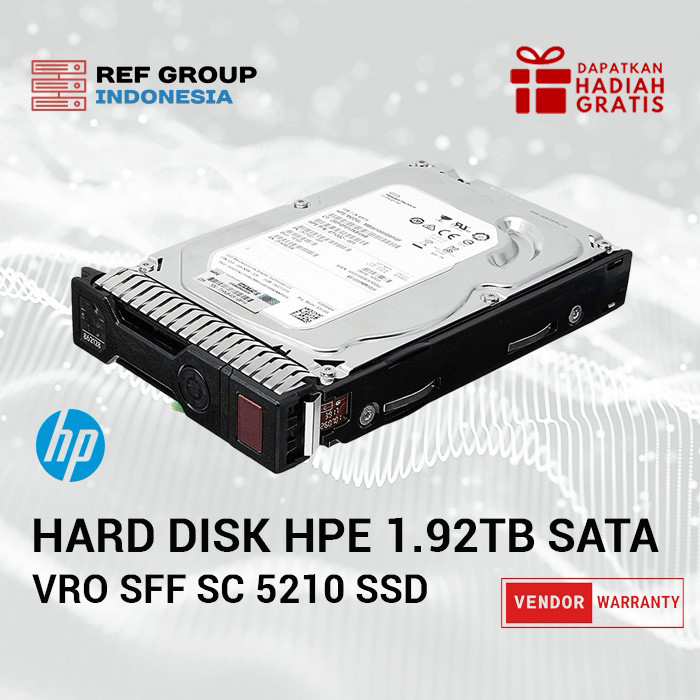 REF GROUP
INDONESIA
DAPATKAN
HADIAH
GRATIS
hp
HARD DISK HPE 1.92TB SATA
VRO SFF SC 5210 SSD
VENDOR WARRANTY